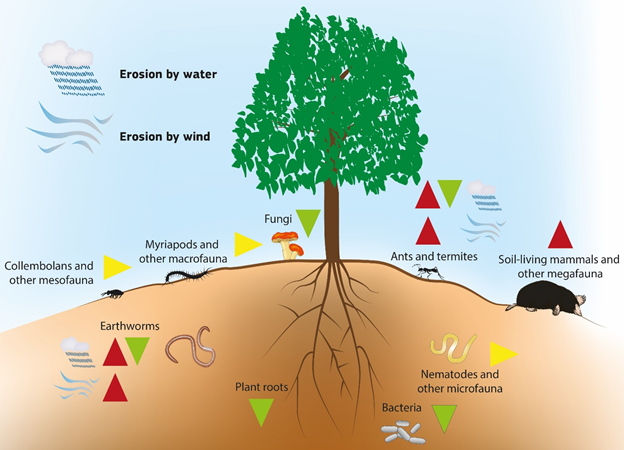 Erosion by water
Erosion by wind
Fungi
Myriapods and
other macrofauna
Collembolans and
other mesofauna
Ants and termites
Soil-living mammals and
other megafauna
Earthworms
Plant roots
Nematodes and
other microfauna
Bacteria